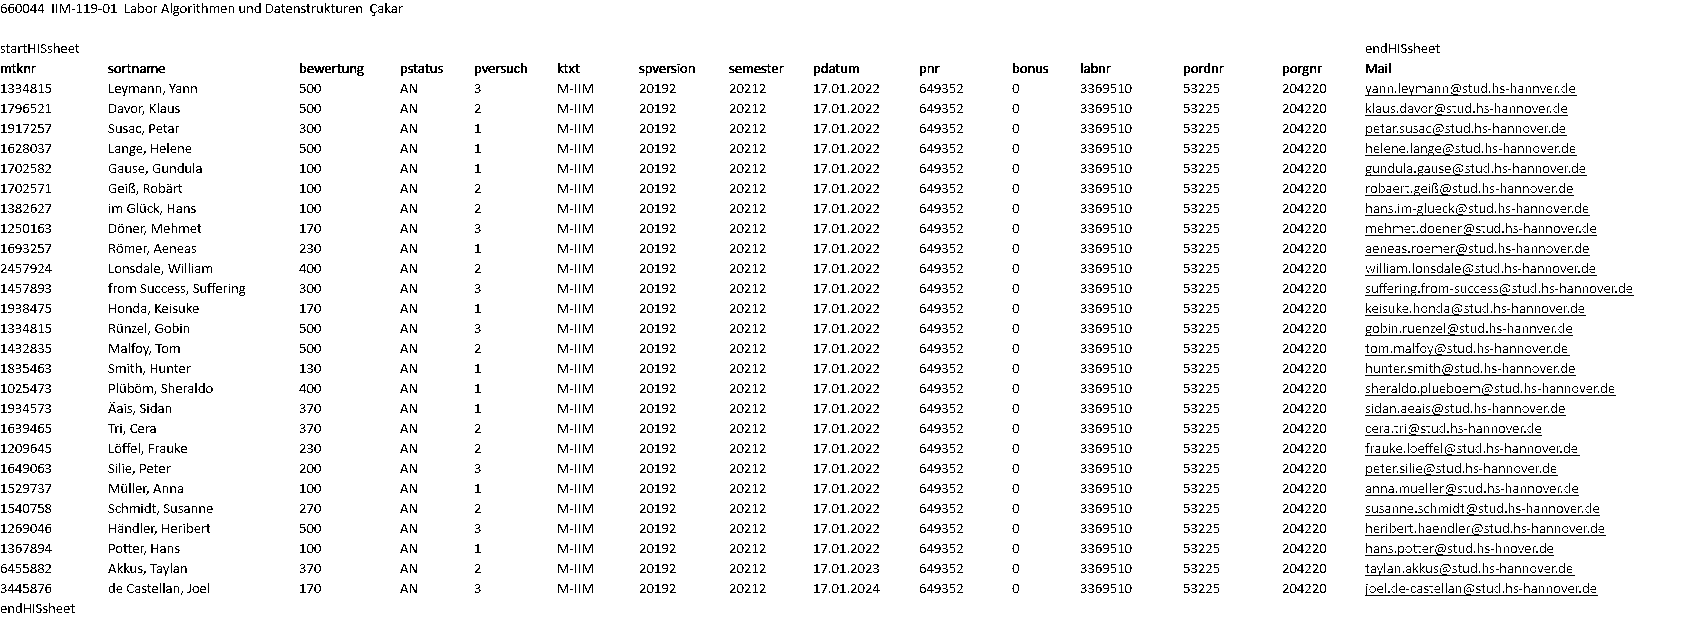 660044 IIM-119-01 Labor Algorithmen und Datenstrukturen Çakar
startHISsheet endHISsheet
mtknr sortname bewertung pstatus pversuch ktxt spversion semester pdatum pnr bonus labnr pordnr porgnr Mail
1334815 Leymann, Yann 500 AN 3 M-IIM 20192 20212 17.01.2022 649352 0 3369510 53225 204220 yann.leymann@stud.hs-hannver.de
1796521 Davor, Klaus 500 AN 2 M-IIM 20192 20212 17.01.2022 649352 0 3369510 53225 204220 klaus.davor@stud.hs-hannover.de
1917257 Susac, Petar 300 AN 1 M-IIM 20192 20212 17.01.2022 649352 0 3369510 53225 204220 petar.susac@stud.hs-hannover.de
1628037 Lange, Helene 500 AN 1 M-IIM 20192 20212 17.01.2022 649352 0 3369510 53225 204220 helene.lange@stud.hs-hannover.de
1702582 Gause, Gundula 100 AN 1 M-IIM 20192 20212 17.01.2022 649352 0 3369510 53225 204220 gundula.gause@stud.hs-hannover.de
1702571 Geiß, Robärt 100 AN 2 M-IIM 20192 20212 17.01.2022 649352 0 3369510 53225 204220 robaert.geiß@stud.hs-hannover.de
1382627 im Glück, Hans 100 AN 2 M-IIM 20192 20212 17.01.2022 649352 0 3369510 53225 204220 hans.im-glueck@stud.hs-hannover.de
1250163 Döner, Mehmet 170 AN 3 M-IIM 20192 20212 17.01.2022 649352 0 3369510 53225 204220 mehmet.doener@stud.hs-hannover.de
1693257 Römer, Aeneas 230 AN 1 M-IIM 20192 20212 17.01.2022 649352 0 3369510 53225 204220 aeneas.roemer@stud.hs-hannover.de
2457924 Lonsdale, William 400 AN 2 M-IIM 20192 20212 17.01.2022 649352 0 3369510 53225 204220 william.lonsdale@stud.hs-hannover.de
1457893 from Success, Suffering 300 AN 3 M-IIM 20192 20212 17.01.2022 649352 0 3369510 53225 204220 suffering.from-success@stud.hs-hannover.de
1938475 Honda, Keisuke 170 AN 1 M-IIM 20192 20212 17.01.2022 649352 0 3369510 53225 204220 keisuke.honda@stud.hs-hannover.de
1334815 Rünzel, Gobin 500 AN 3 M-IIM 20192 20212 17.01.2022 649352 0 3369510 53225 204220 gobin.ruenzel@stud.hs-hannver.de
1432835 Malfoy, Tom 500 AN 2 M-IIM 20192 20212 17.01.2022 649352 0 3369510 53225 204220 tom.malfoy@stud.hs-hannover.de
1835463 Smith, Hunter 130 AN 1 M-IIM 20192 20212 17.01.2022 649352 0 3369510 53225 204220 hunter.smith@stud.hs-hannover.de
1025473 Plüböm, Sheraldo 400 AN 1 M-IIM 20192 20212 17.01.2022 649352 0 3369510 53225 204220 sheraldo.plueboem@stud.hs-hannover.de
1934573 Äais, Sidan 370 AN 1 M-IIM 20192 20212 17.01.2022 649352 0 3369510 53225 204220 sidan.aeais@stud.hs-hannover.de
1639465 Tri, Cera 370 AN 2 M-IIM 20192 20212 17.01.2022 649352 0 3369510 53225 204220 cera.tri@stud.hs-hannover.de
1209645 Löffel, Frauke 230 AN 2 M-IIM 20192 20212 17.01.2022 649352 0 3369510 53225 204220 frauke.loeffel@stud.hs-hannover.de
1649063 Silie, Peter 200 AN 3 M-IIM 20192 20212 17.01.2022 649352 0 3369510 53225 204220 peter.silie@stud.hs-hannover.de
1529737 Müller, Anna 100 AN 1 M-IIM 20192 20212 17.01.2022 649352 0 3369510 53225 204220 anna.mueller@stud.hs-hannover.de
1540758 Schmidt, Susanne 270 AN 2 M-IIM 20192 20212 17.01.2022 649352 0 3369510 53225 204220 susanne.schmidt@stud.hs-hannover.de
1269046 Händler, Heribert 500 AN 3 M-IIM 20192 20212 17.01.2022 649352 0 3369510 53225 204220 heribert.haendler@stud.hs-hannover.de
1367894 Potter, Hans 100 AN 1 M-IIM 20192 20212 17.01.2022 649352 0 3369510 53225 204220 hans.potter@stud.hs-hnover.de
6455882 Akkus, Taylan 370 AN 2 M-IIM 20192 20212 17.01.2023 649352 0 3369510 53225 204220 taylan.akkus@stud.hs-hannover.de
3445876 de Castellan, Joel 170 AN 3 M-IIM 20192 20212 17.01.2024 649352 0 3369510 53225 204220 joel.de-castellan@stud.hs-hannover.de
endHISsheet